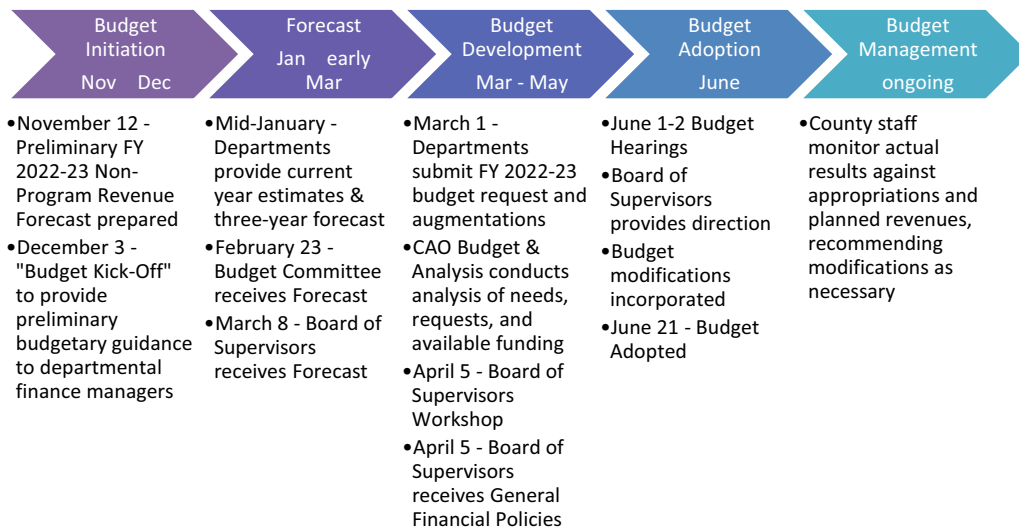 Budget
Initiation
Nov Dec
Forecast
Jan early
Mar
Budget
Development
Mar - May
Budget
Adoption
June
Budget
Management
ongoing
•November 12 -
Preliminary FY
2022-23 Non-
Program Revenue
Forecast prepared
•December 3 -
"Budget Kick-Off"
to provide
preliminary
budgetary guidance
to departmental
finance managers
•Mid-January -
Departments
provide current
year estimates &
three-year forecast
•February 23 -
Budget Committee
receives Forecast
•March 8 - Board of
Supervisors
receives Forecast
•March 1 -
Departments
submit FY 2022-23
budget request and
augmentations
•CAO Budget &
Analysis conducts
analysis of needs,
requests, and
available funding
•April 5 - Board of
Supervisors
Workshop
•April 5 - Board of
Supervisors
receives General
Financial Policies
•June 1-2 Budget
Hearings
•Board of
Supervisors
provides direction
•Budget
modifications
incorporated
•June 21 - Budget
Adopted
•County staff
monitor actual
results against
appropriations and
planned revenues,
recommending
modifications as
necessary